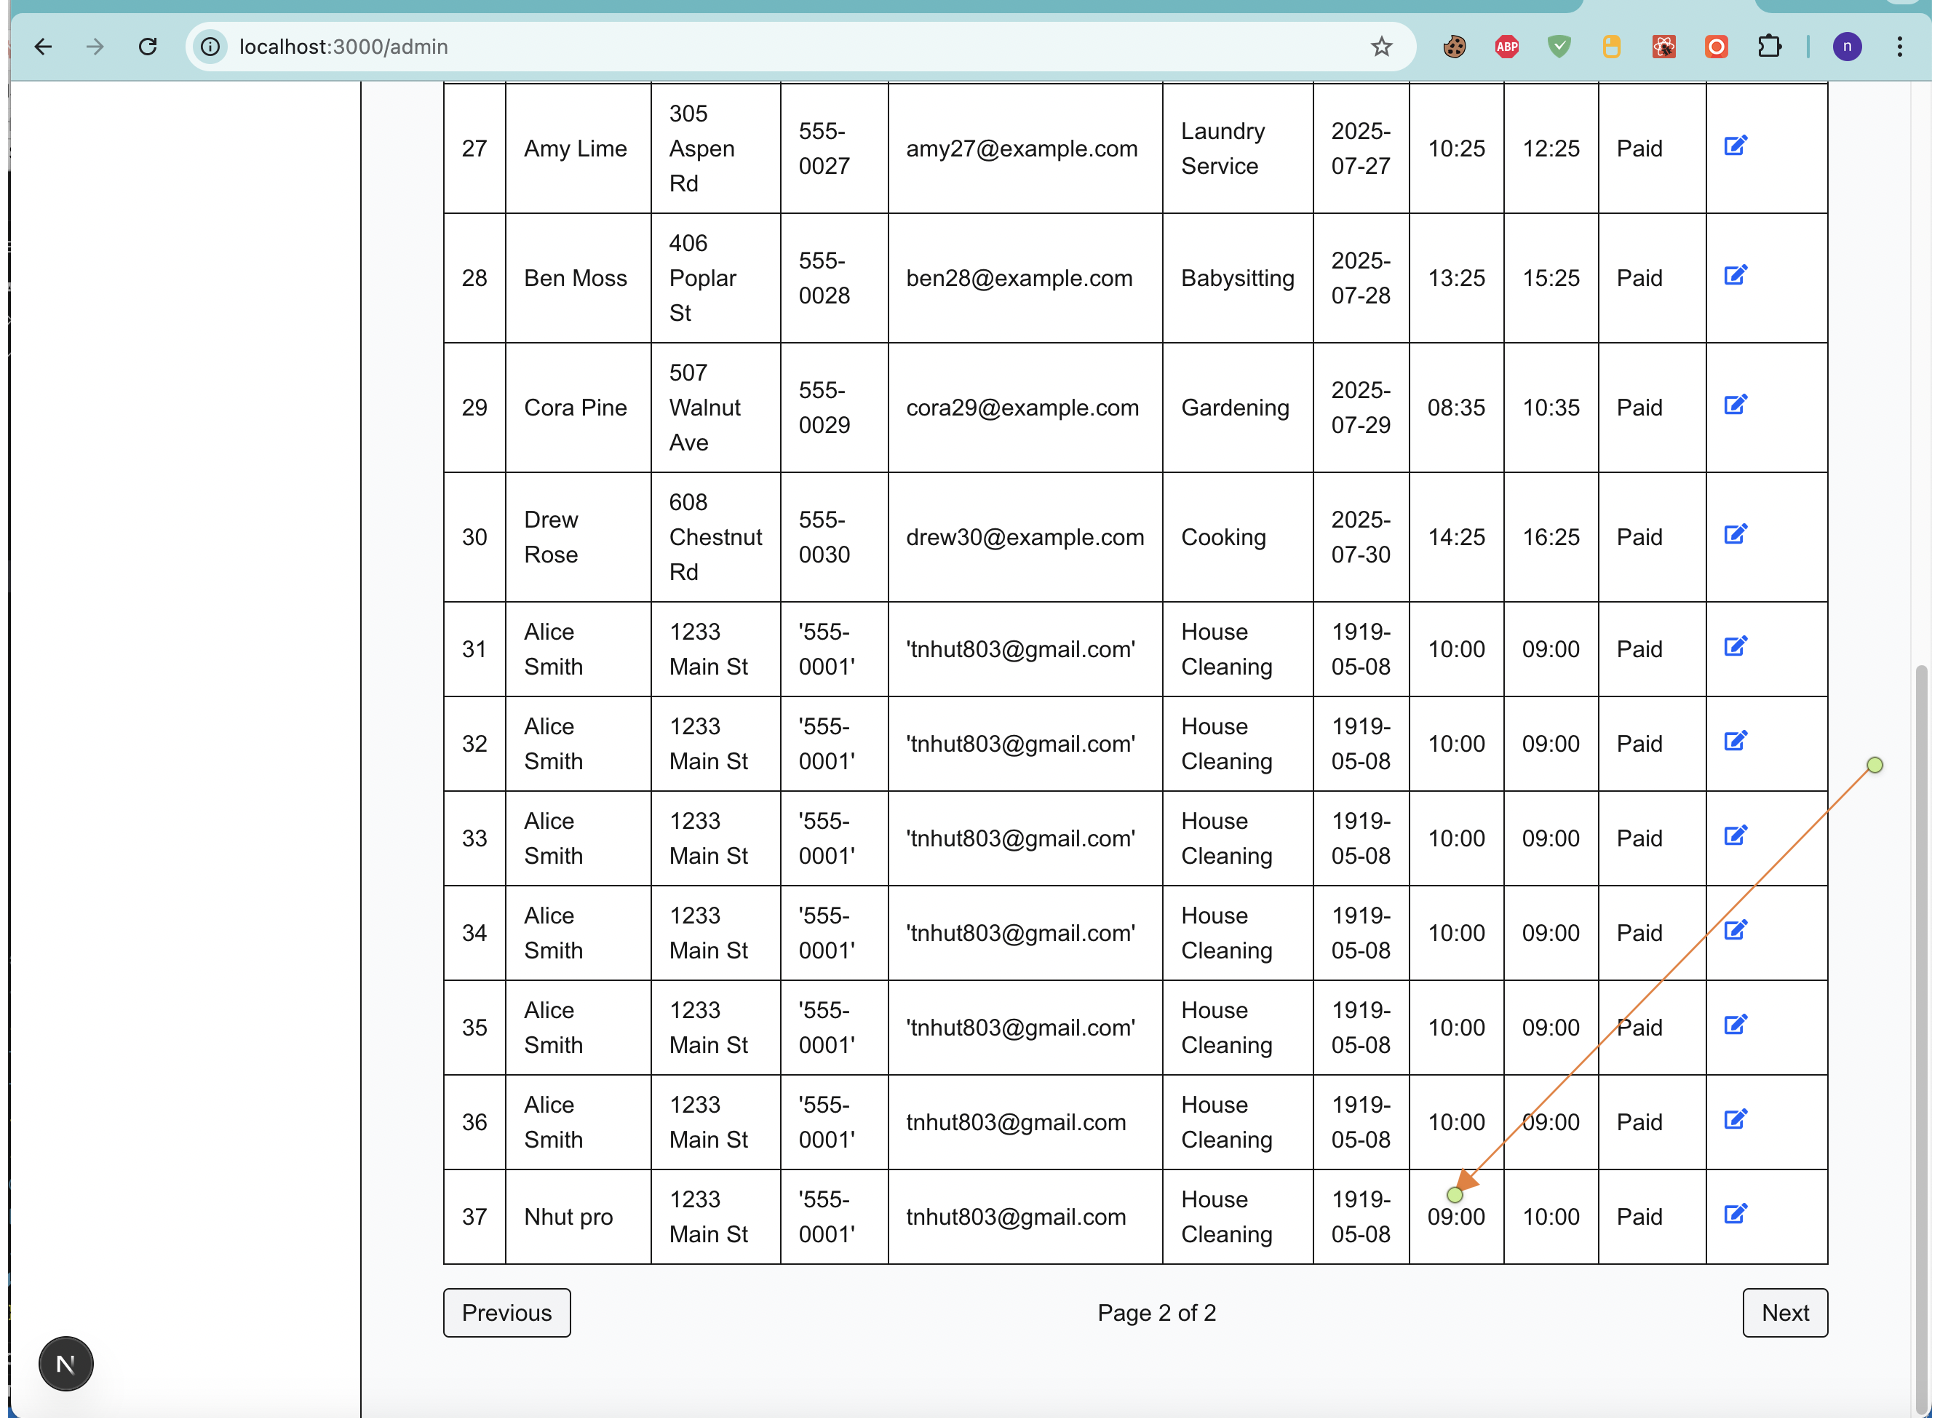 localhost:3000/admin
ABP
n
27 Amy Lime 305 Aspen Rd 555-0027 amy27@example.com Laundry Service 2025-07-27 10:25 12:25 Paid
28 Ben Moss 406 Poplar St 555-0028 ben28@example.com Babysitting 2025-07-28 13:25 15:25 Paid
29 Cora Pine 507 Walnut Ave 555-0029 cora29@example.com Gardening 2025-07-29 08:35 10:35 Paid
30 Drew Rose 608 Chestnut Rd 555-0030 drew30@example.com Cooking 2025-07-30 14:25 16:25 Paid
31 Alice Smith 1233 Main St '555-0001' 'tnhut803@gmail.com' House Cleaning 1919-05-08 10:00 09:00 Paid
32 Alice Smith 1233 Main St '555-0001' 'tnhut803@gmail.com' House Cleaning 1919-05-08 10:00 09:00 Paid
33 Alice Smith 1233 Main St '555-0001' 'tnhut803@gmail.com' House Cleaning 1919-05-08 10:00 09:00 Paid
34 Alice Smith 1233 Main St '555-0001' 'tnhut803@gmail.com' House Cleaning 1919-05-08 10:00 09:00 Paid
35 Alice Smith 1233 Main St '555-0001' 'tnhut803@gmail.com' House Cleaning 1919-05-08 10:00 09:00 Paid
36 Alice Smith 1233 Main St '555-0001' tnhut803@gmail.com House Cleaning 1919-05-08 10:00 09:00 Paid
37 Nhut pro 1233 Main St '555-0001' tnhut803@gmail.com House Cleaning 1919-05-08 09:00 10:00 Paid
Previous Page 2 of 2 Next
N